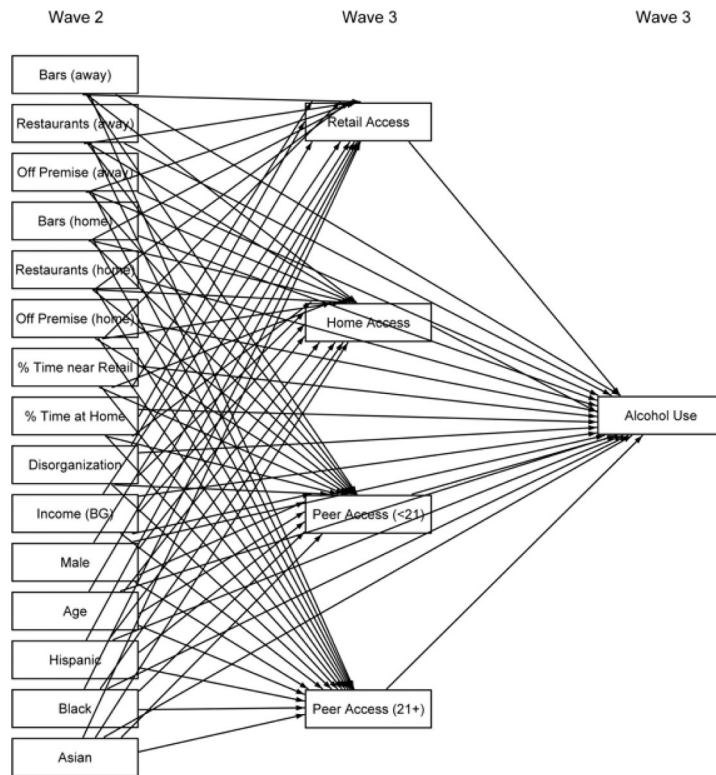 Wave 2
Wave 3
Wave 3
Bars (away)
Restaurants (away)
Off Premise (away)
Bars (home)
Restaurants (home)
Off Premise (home)
% Time near Retail
% Time at Home
Disorganization
Income (BG)
Male
Age
Hispanic
Black
Asian
Retail Access
Home Access
Peer Access (<21)
Peer Access (21+)
Alcohol Use